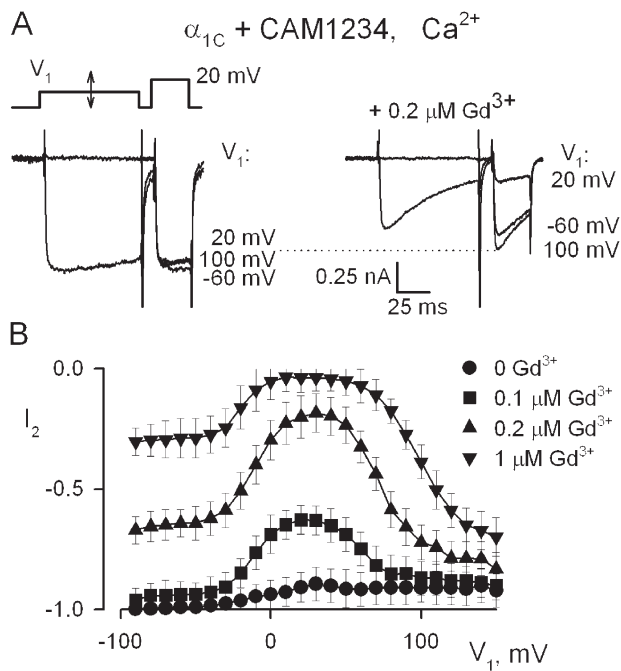 A
α1C + CAM1234, Ca2+
V1
20 mV
+ 0.2 μM Gd3+
V1:
V1:
20 mV
20 mV
100 mV
-60 mV
-60 mV
100 mV
0.25 nA
25 ms
B
0.0
-0.5
-1.0
I2
0 Gd3+
0.1 μM Gd3+
0.2 μM Gd3+
1 μM Gd3+
-100
0
100
V1, mV